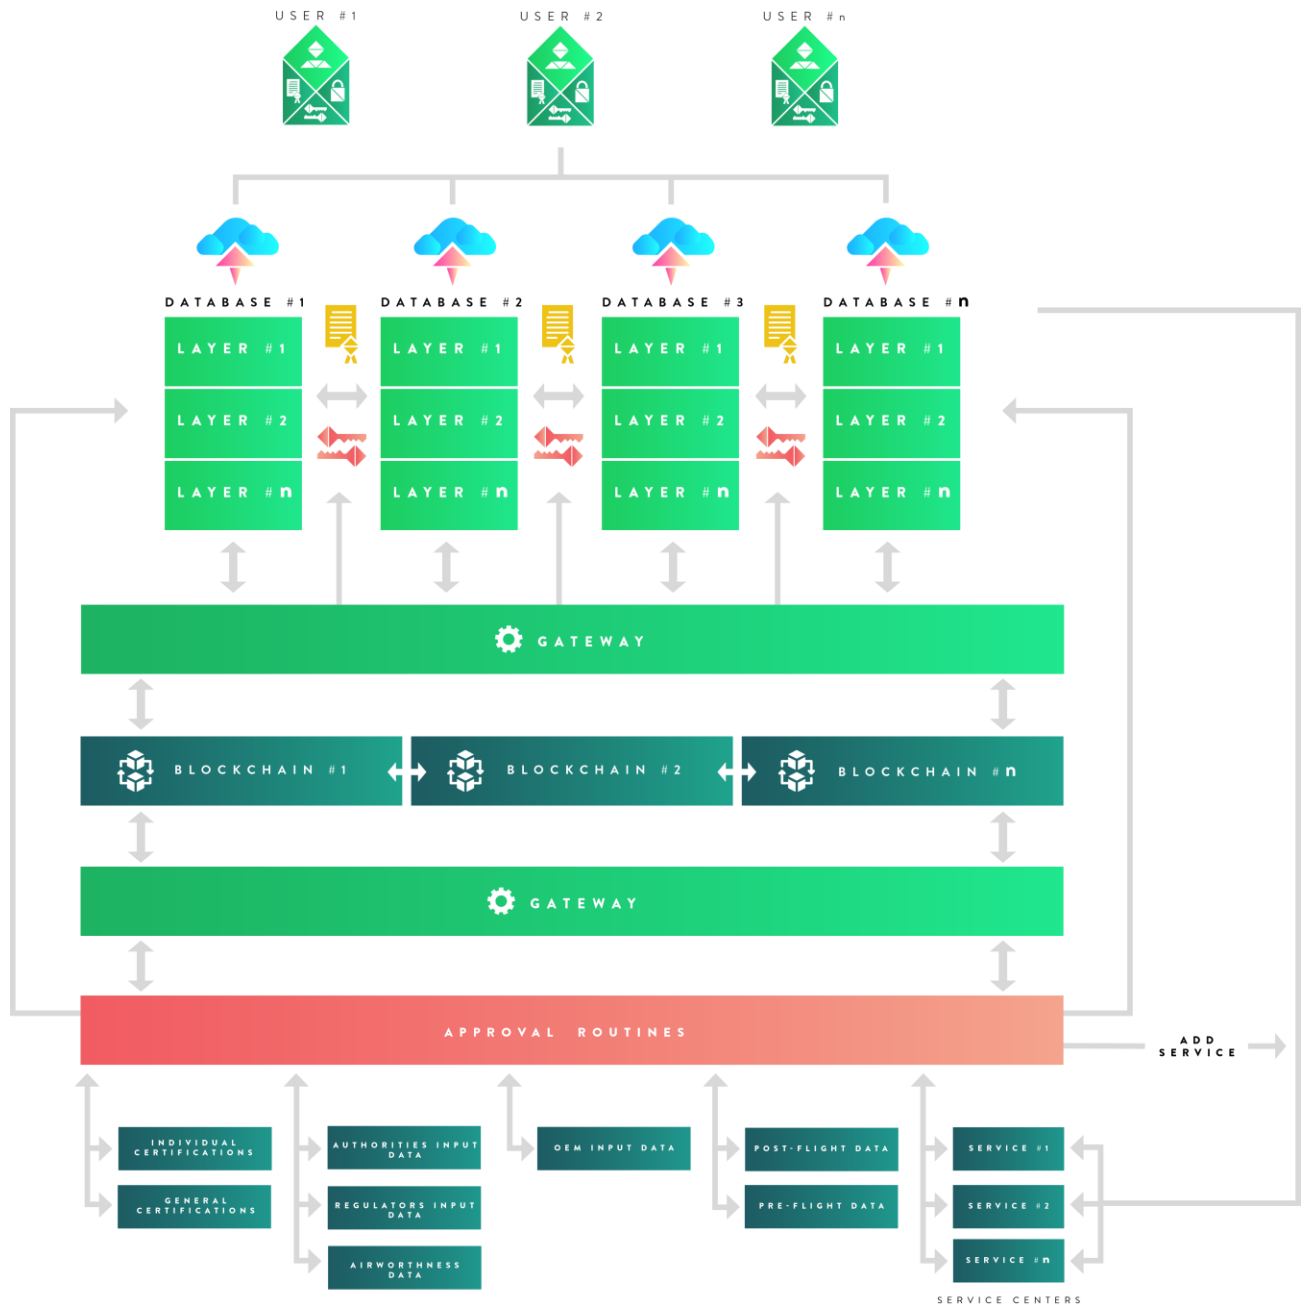 USER #1
USER #2
USER #n
DATABASE #1
DATABASE #2
DATABASE #3
DATABASE #n
LAYER #1
LAYER #1
LAYER #1
LAYER #1
LAYER #2
LAYER #2
LAYER #2
LAYER #2
LAYER #n
LAYER #n
LAYER #n
LAYER #n
GATEWAY
BLOCKCHAIN #1
BLOCKCHAIN #2
BLOCKCHAIN #n
GATEWAY
APPROVAL ROUTINES
ADD
SERVICE
INDIVIDUAL
CERTIFICATIONS
AUTHORITIES INPUT
DATA
OEM INPUT DATA
POST-FLIGHT DATA
SERVICE #1
GENERAL
CERTIFICATIONS
REGULATORS INPUT
DATA
PRE-FLIGHT DATA
SERVICE #2
AIRWORTHNESS
DATA
SERVICE #n
SERVICE CENTERS